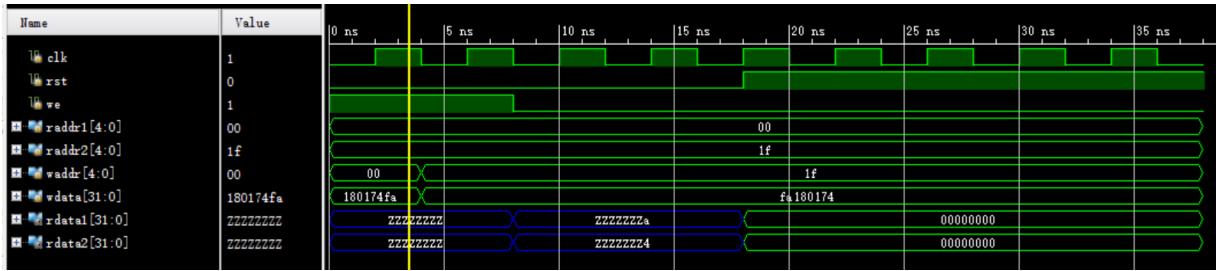 Name Value 0 ns 5 ns 10 ns 15 ns 20 ns 25 ns 30 ns 35 ns
clk 1
rst 0
we 1
raddr1[4:0] 00 00
raddr2[4:0] 1f 1f
waddr[4:0] 00 00 1f
wdata[31:0] 180174fa 180174fa fa180174
rdata1[31:0] ZZZZZZZZ ZZZZZZZZ ZZZZZZZa 00000000
rdata2[31:0] ZZZZZZZZ ZZZZZZZZ ZZZZZZZ4 00000000